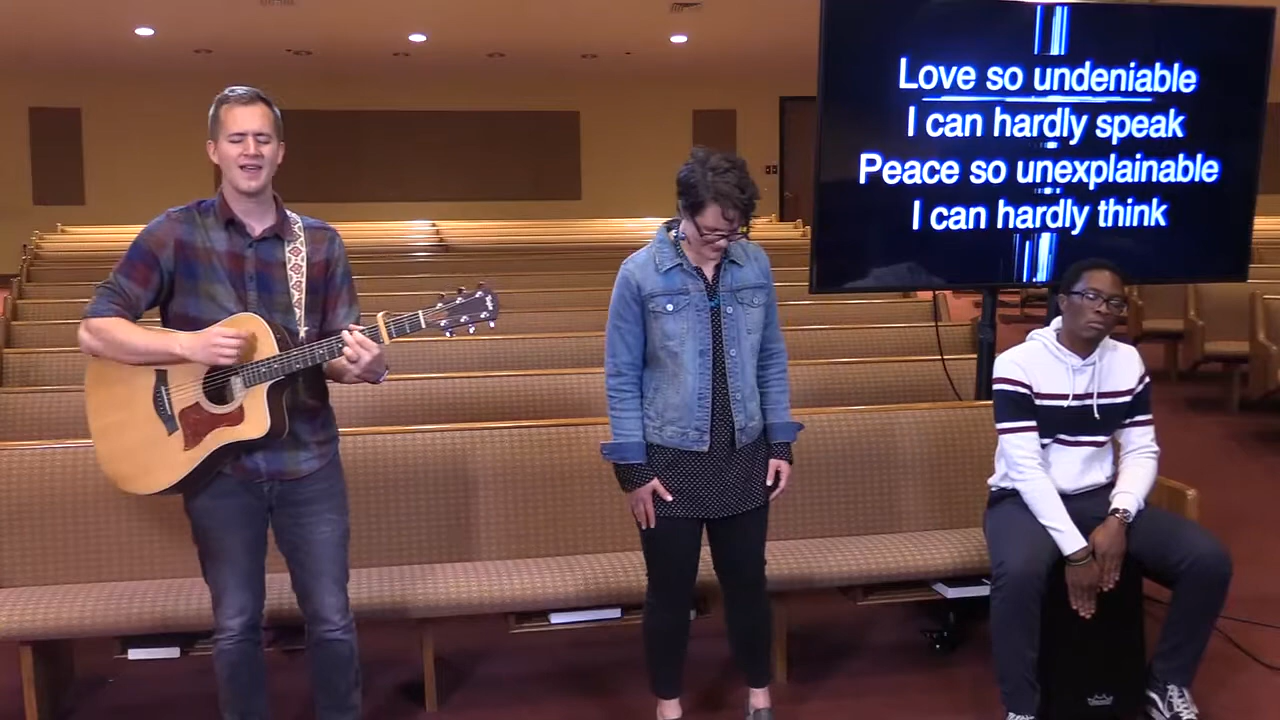 Love so undeniable
I can hardly speak
Peace so unexplainable
I can hardly think